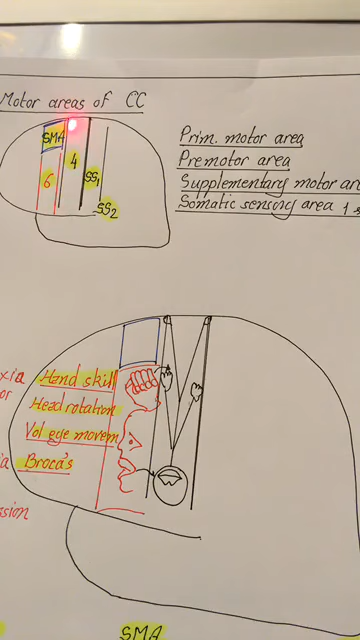 Motor areas of CC
SMA
4
6
SS1
SS2
Prim. motor area
Premotor area
Supplementary motor
Somatic sensory area 1
Hand skill
Head rotation
Vol eye movem
Broca's
SMA